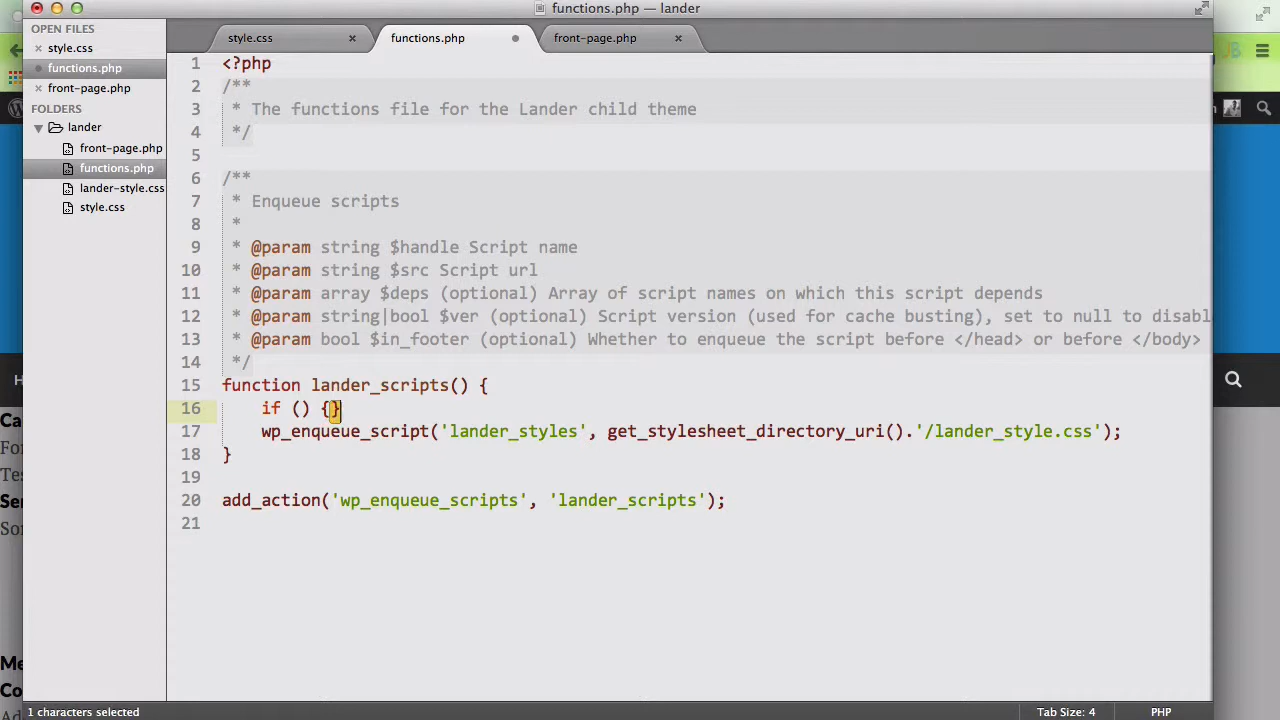 functions.php — lander
OPEN FILES
style.css
functions.php
front-page.php
FOLDERS
lander
front-page.php
functions.php
lander-style.css
style.css
style.css
functions.php
front-page.php
1 <?php
2 /**
3 * The functions file for the Lander child theme
4 */
5
6 /**
7 * Enqueue scripts
8 *
9 * @param string $handle Script name
10 * @param string $src Script url
11 * @param array $deps (optional) Array of script names on which this script depends
12 * @param string|bool $ver (optional) Script version (used for cache busting), set to null to disabl
13 * @param bool $in_footer (optional) Whether to enqueue the script before </head> or before </body>
14 */
15 function lander_scripts() {
16 if () {}
17 wp_enqueue_script('lander_styles', get_stylesheet_directory_uri().'/lander_style.css');
18 }
19
20 add_action('wp_enqueue_scripts', 'lander_scripts');
21
1 characters selected
Tab Size: 4
PHP
H
Ca
For
Tes
Ser
Sor
Me
Co